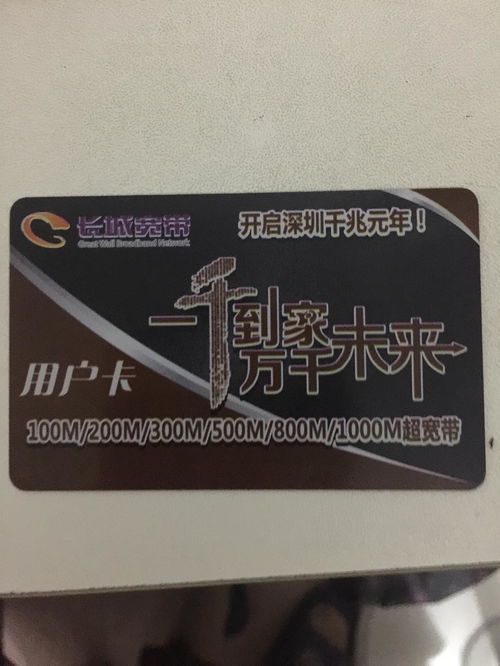 长城宽带
Great Wall Broadband Network
开启深圳千兆元年！
一千到家
万千未来
用户卡
100M/200M/300M/500M/800M/1000M超宽带